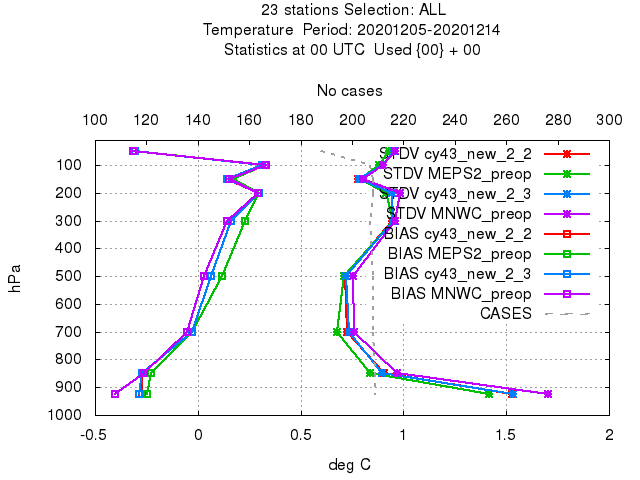 23 stations Selection: ALL
Temperature  Period: 20201205-20201214
Statistics at 00 UTC  Used {00} + 00
No cases
100 120 140 160 180 200 220 240 260 280 300
STDV cy43_new_2_2
STDV MEPS2_preop
STDV cy43_new_2_3
STDV MNWC_preop
BIAS cy43_new_2_2
BIAS MEPS2_preop
BIAS cy43_new_2_3
BIAS MNWC_preop
CASES
100
200
300
400
500
600
700
800
900
1000
hPa
-0.5 0 0.5 1 1.5 2
deg C